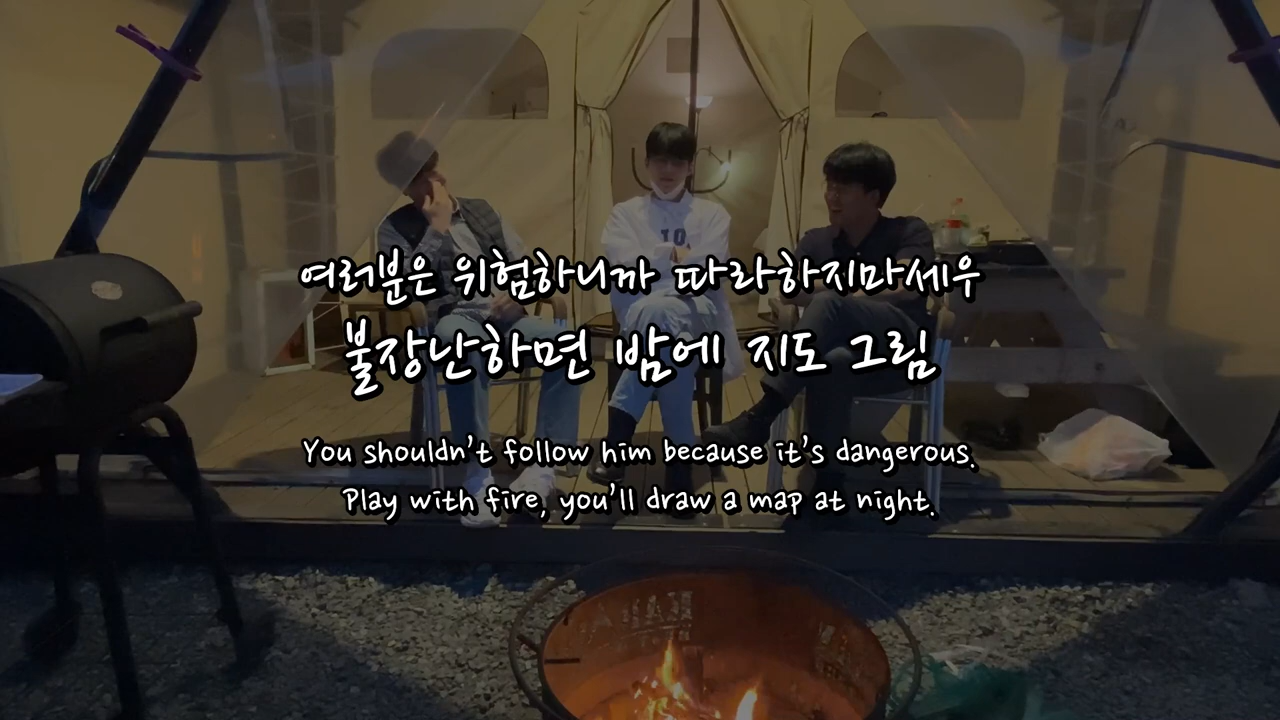 여러분은 위험하니까 따라하지마세우
불장난하면 밤에 지도 그림
You shouldn't follow him because it's dangerous.
Play with fire, you'll draw a map at night.